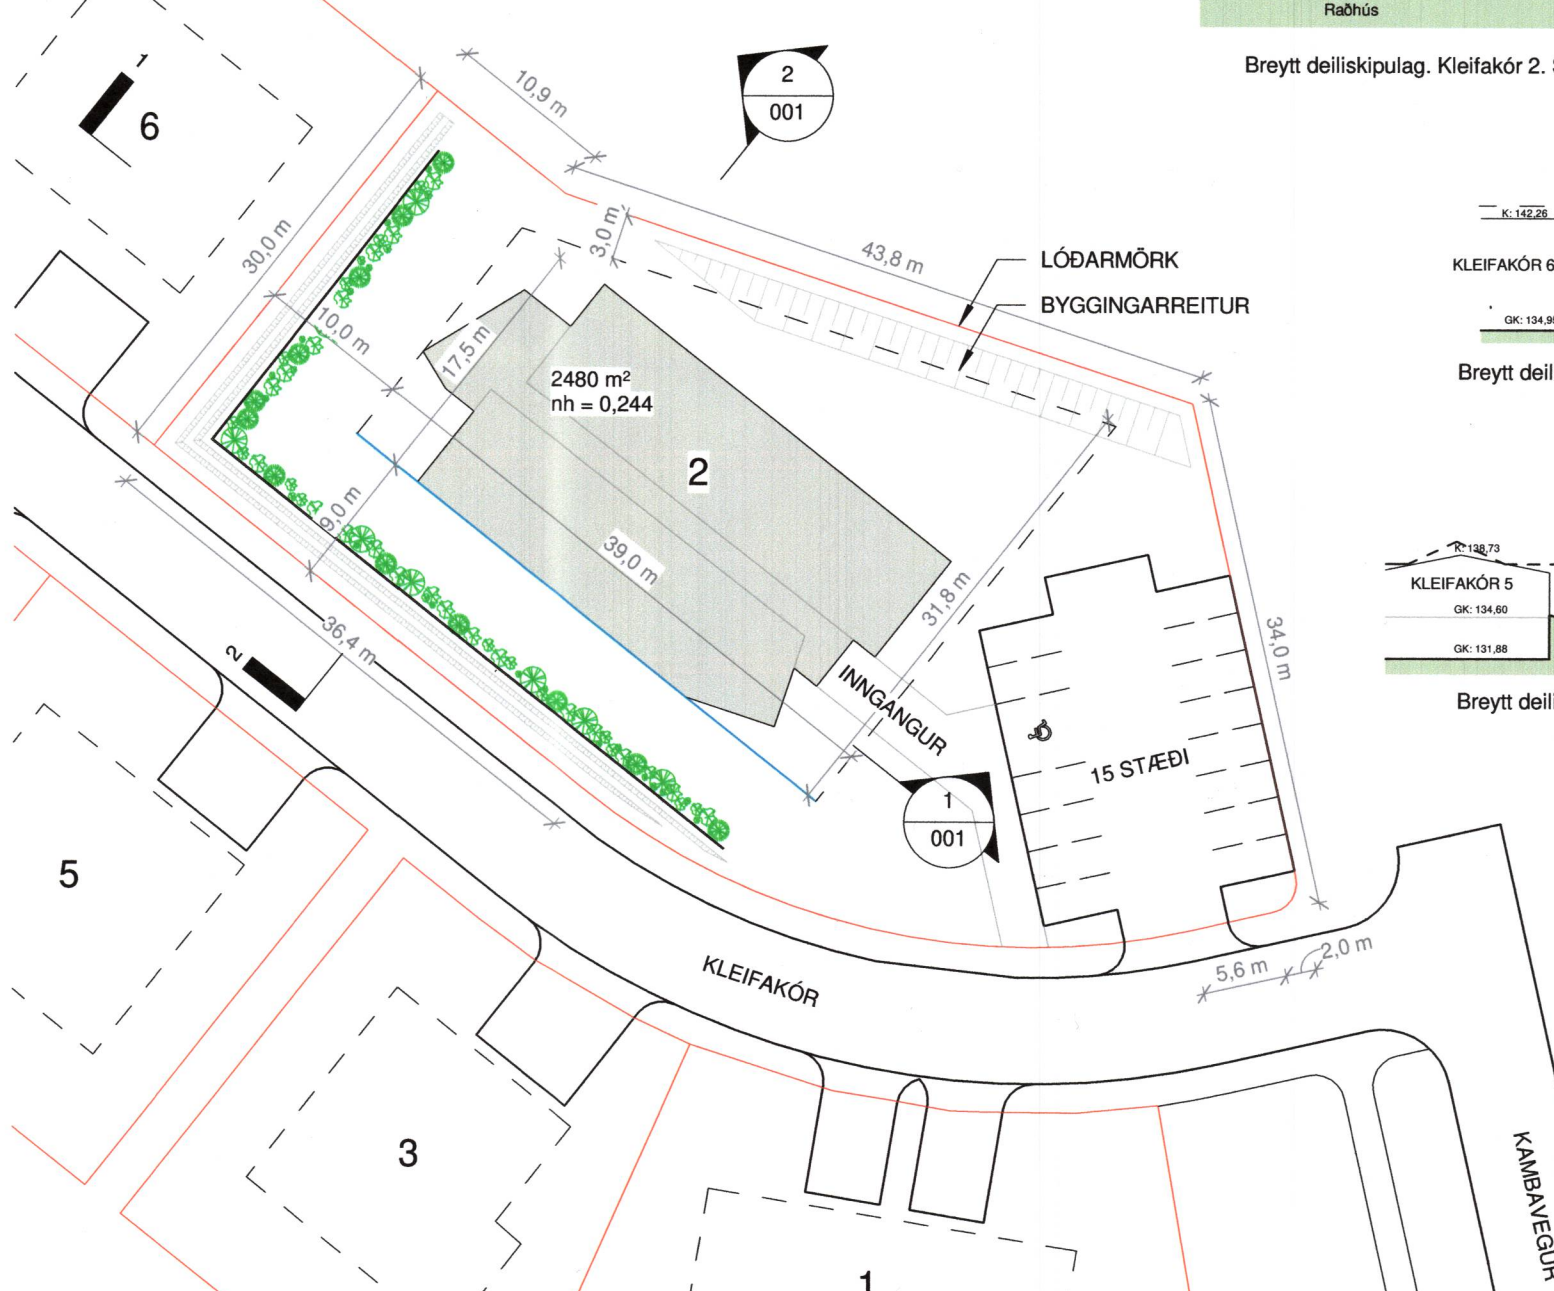 Raðhús
Breytt deiliskipulag. Kleifakór 2.
1
6
10,9 m
2
001
30,0 m
3,0 m
43,8 m
LÓÐARMÖRK
BYGGINGARREITUR
K: 142,26
KLEIFAKÓR 6
GK: 134,9
Breytt deil
10,0 m
17,5 m
2480 m²
nh = 0,244
2
9,0 m
39,0 m
31,8 m
36,4 m
2
34,0 m
K: 138,73
KLEIFAKÓR 5
GK: 134,60
GK: 131,88
Breytt deili
INNGANGUR
15 STÆÐI
1
001
5
KLEIFAKÓR
5,6 m
2,0 m
3
1
KAMBAVEGUR